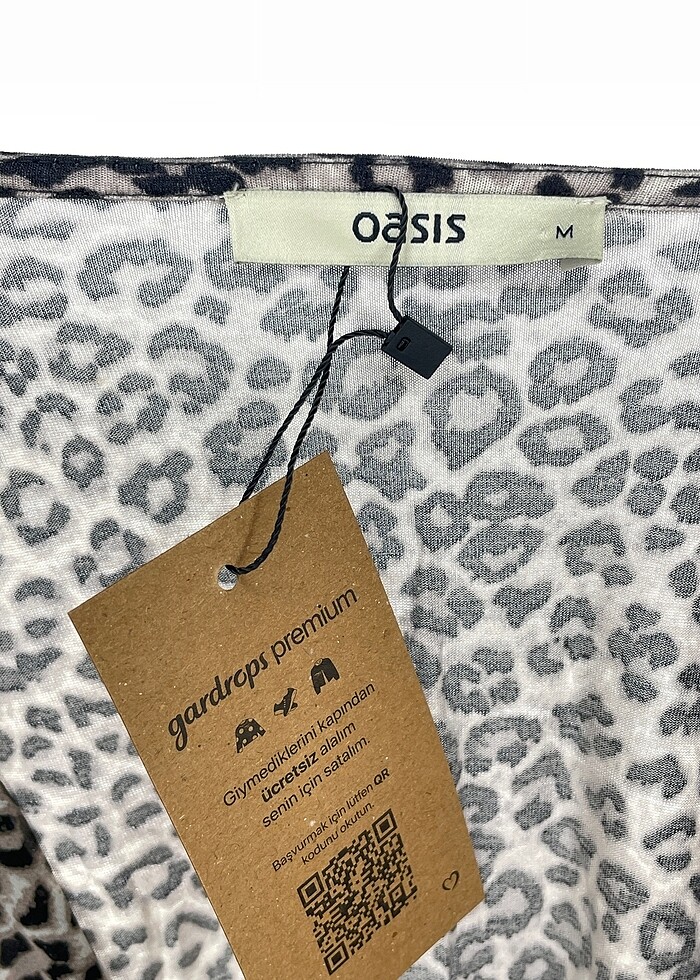 oasis M
gardrops premium
Giymediklerini kapından
ücretsiz alalım
senin için satalım.
Başvurmak için lütfen QR
kodunu okutun.